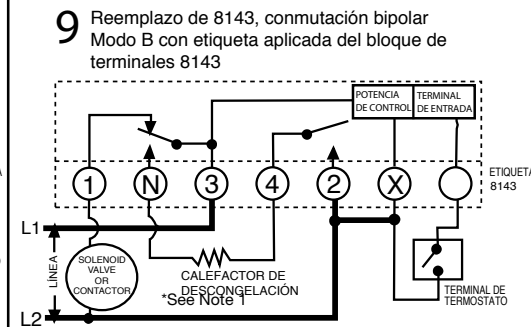 9 Reemplazo de 8143, conmutación bipolar
Modo B con etiqueta aplicada del bloque de
terminales 8143
POTENCIA
DE CONTROL
TERMINAL
DE ENTRADA
1 N 3 4 2 X
ETIQUETA
8143
L1
LÍNEA
SOLENOID
VALVE
OR
CONTACTOR
CALEFACTOR DE
DESCONGELACIÓN
*See Note 1
TERMINAL DE
TERMOSTATO
L2